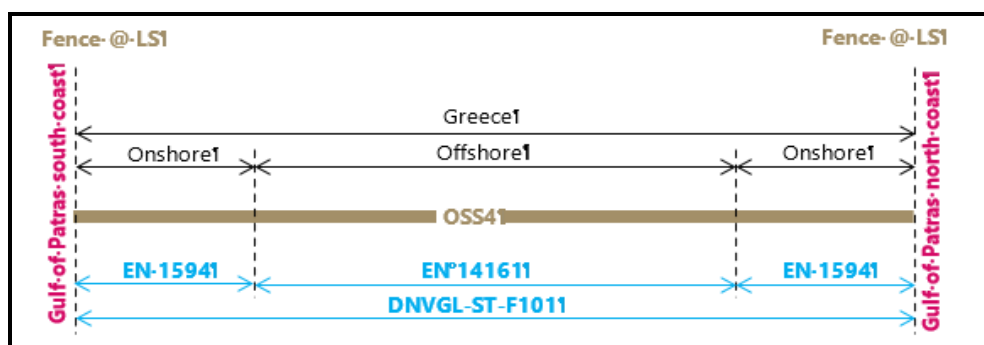 Fence·@·LS¶
Fence·@·LS¶
Gulf·of·Patras·south·coast¶
Greece¶
Onshore¶
Offshore¶
Onshore¶
OSS4¶
EN·1594¶
EN°14161¶
EN·1594¶
DNVGL-ST-F101¶
Gulf·of·Patras·north·coast¶